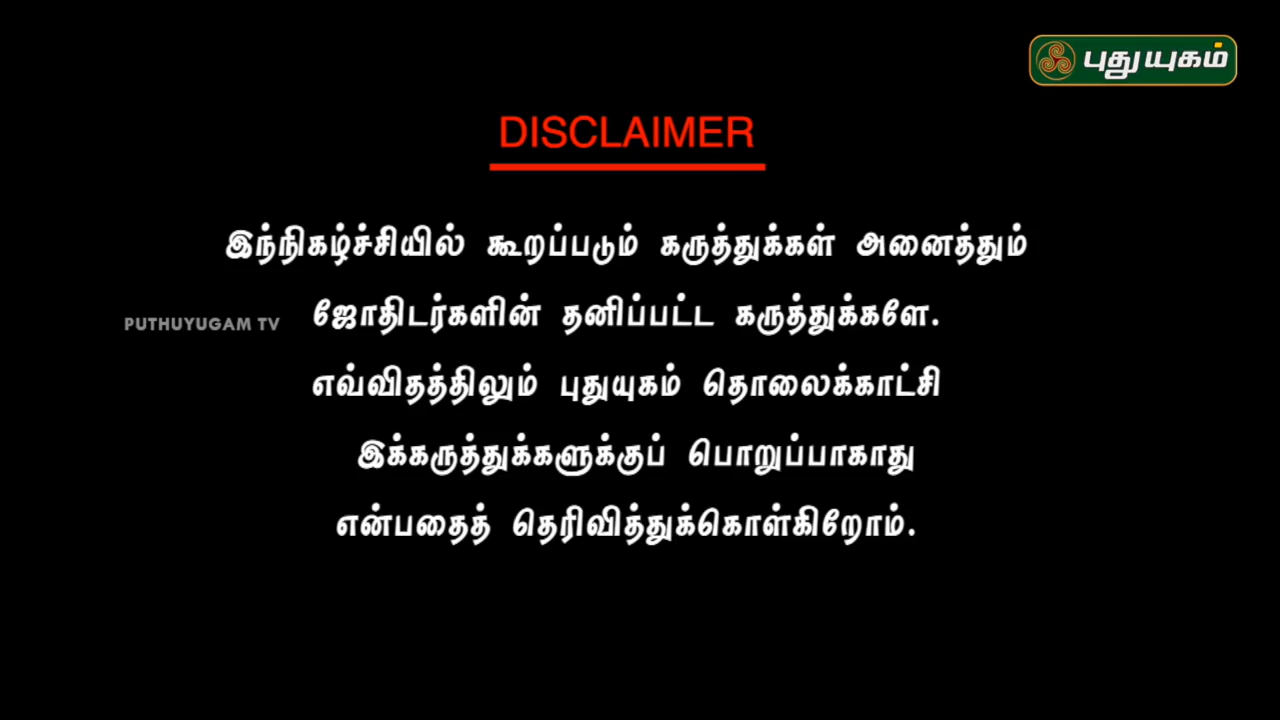 புதுயுகம்
DISCLAIMER
இந்நிகழ்ச்சியில் கூறப்படும் கருத்துக்கள் அனைத்தும்
PUTHUYUGAM TV
ஜோதிடர்களின் தனிப்பட்ட கருத்துக்களே.
எவ்விதத்திலும் புதுயுகம் தொலைக்காட்சி
இக்கருத்துக்களுக்குப் பொறுப்பாகாது
என்பதைத் தெரிவித்துக்கொள்கிறோம்.